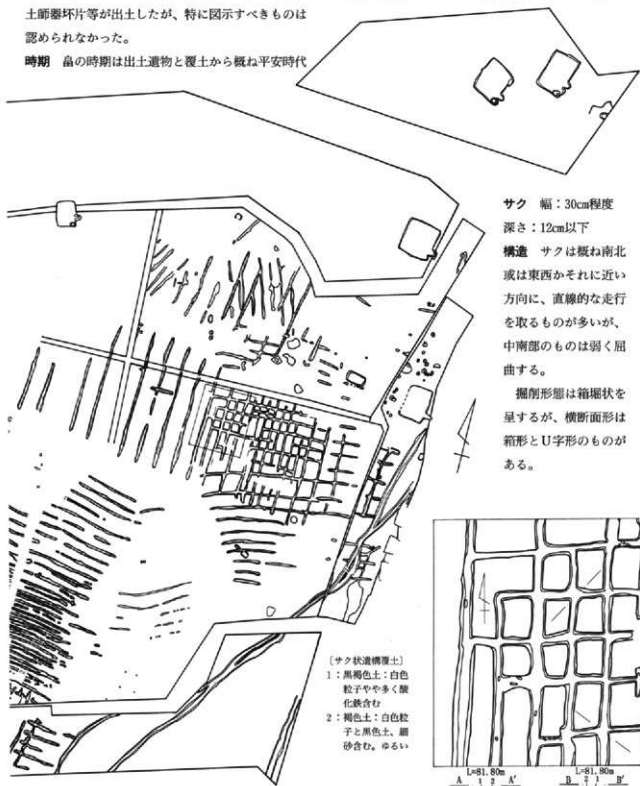 土師器坏片等が出土したが、特に図示すべきものは
認められなかった。
時期　畠の時期は出土遺物と覆土から概ね平安時代
サク　幅：30cm程度
深さ：12cm以下
構造　サクは概ね南北
或は東西かそれに近い
方向に、直線的な走行
を取るものが多いが、
中南部のものは弱く屈
曲する。
掘削形態は箱堀状を
呈するが、横断面形は
箱形とU字形のものが
ある。
［サク状遺構覆土］
1：黒褐色土：白色
粒子やや多く酸
化鉄含む
2：褐色土：白色粒
子と黒色土、細
砂含む。ゆるい
L=81.80m
A 1 2 A'
L=81.80m
B 2 1 B'